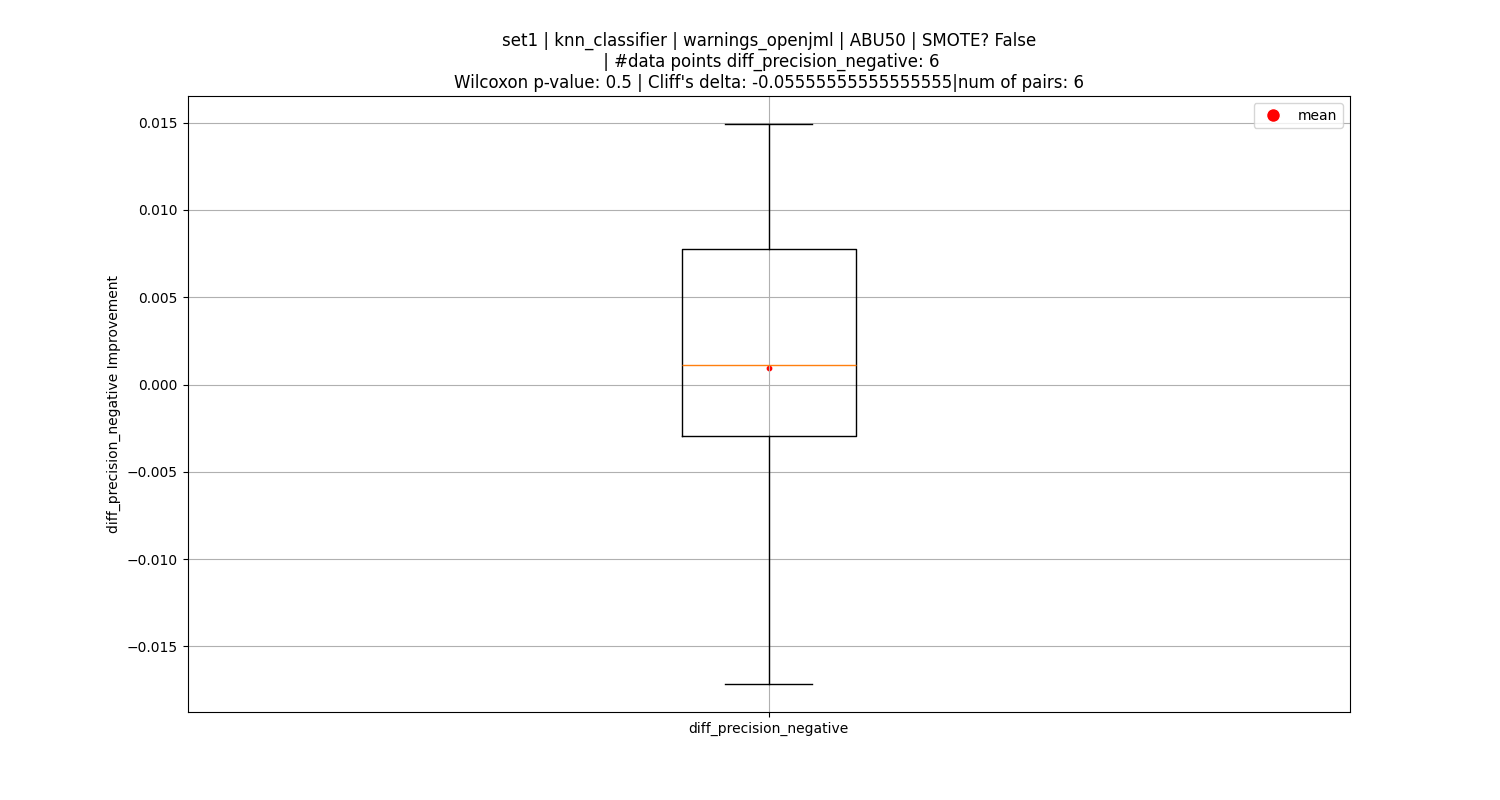 set1 | knn_classifier | warnings_openjml | ABU50 | SMOTE? False
| #data points diff_precision_negative: 6
Wilcoxon p-value: 0.5 | Cliff's delta: -0.05555555555555555|num of pairs: 6
mean
0.015
0.010
0.005
0.000
−0.005
−0.010
−0.015
diff_precision_negative Improvement
diff_precision_negative